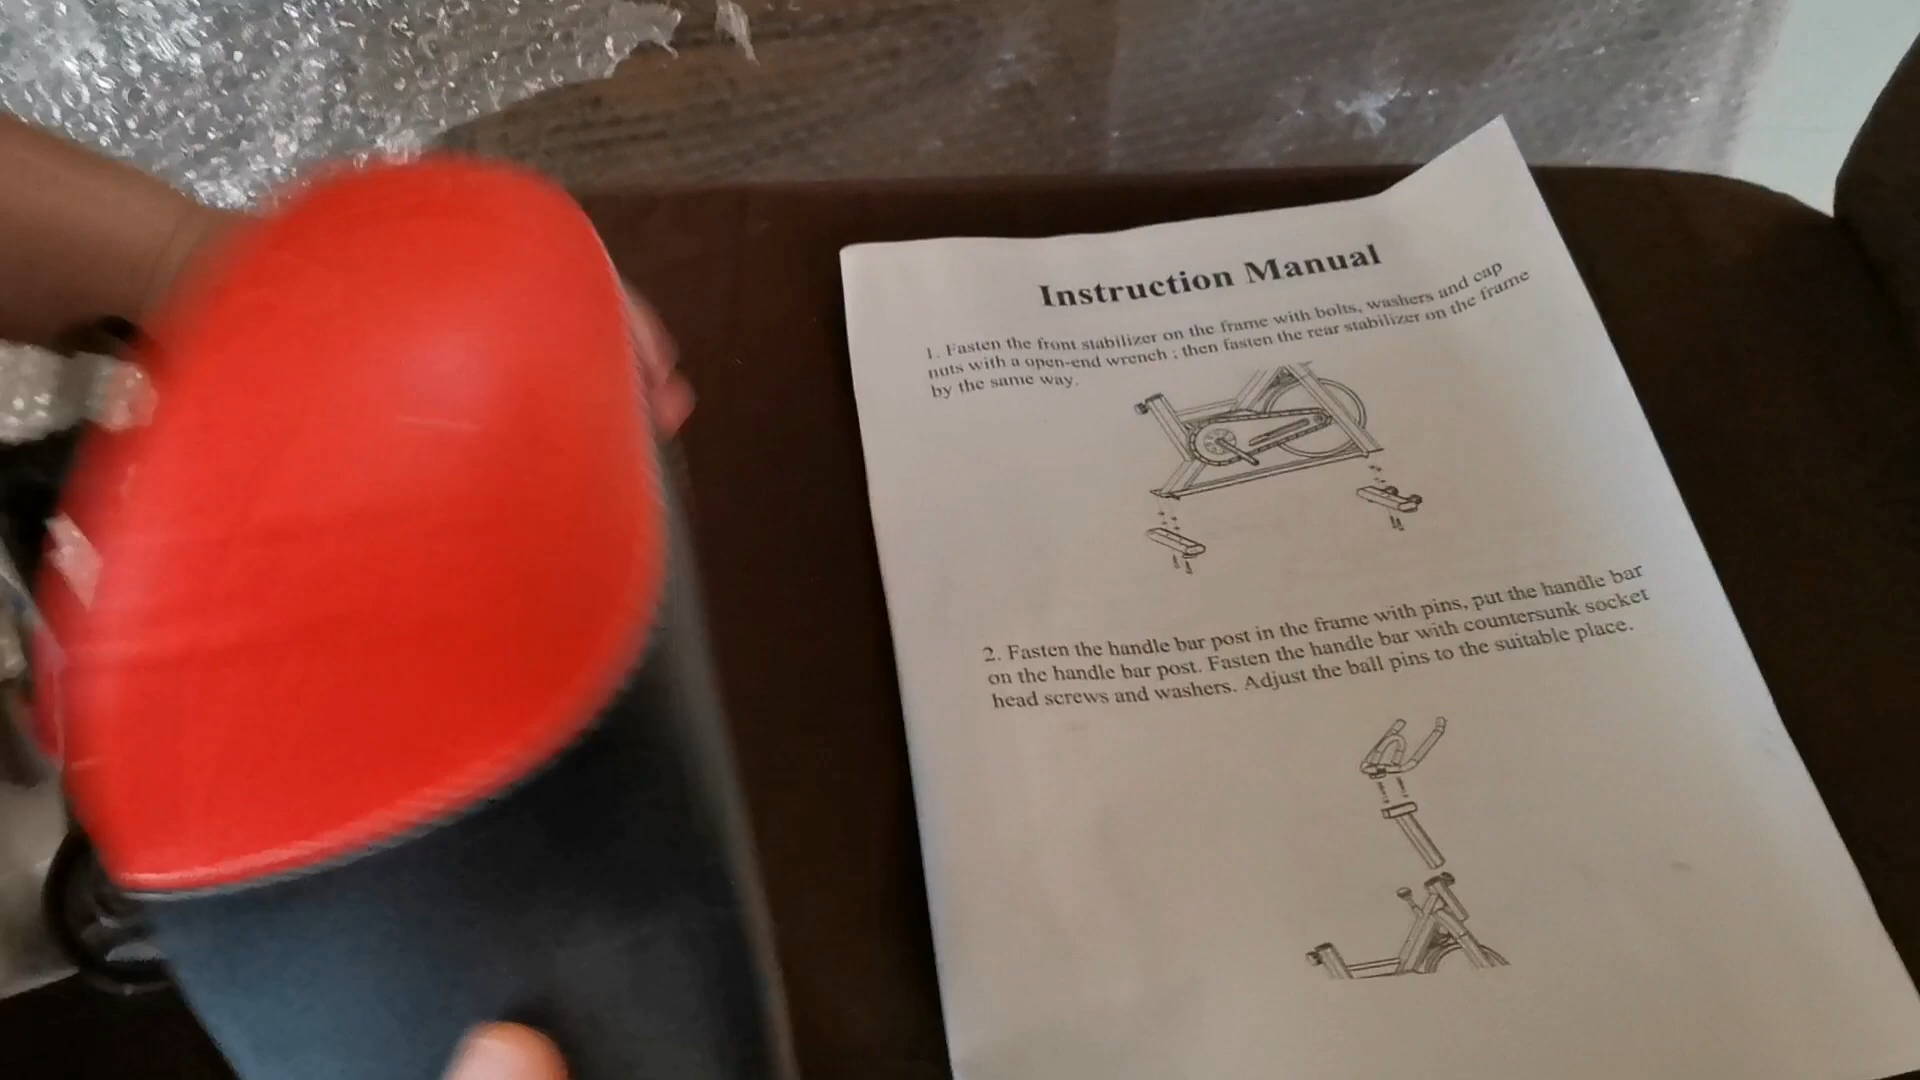 Instruction Manual
1. Fasten the front stabilizer on the frame with bolts, washers and cap
nuts with a open-end wrench ; then fasten the rear stabilizer on the frame
by the same way.
2. Fasten the handle bar post in the frame with pins, put the handle bar
on the handle bar post. Fasten the handle bar with countersunk socket
head screws and washers. Adjust the ball pins to the suitable place.